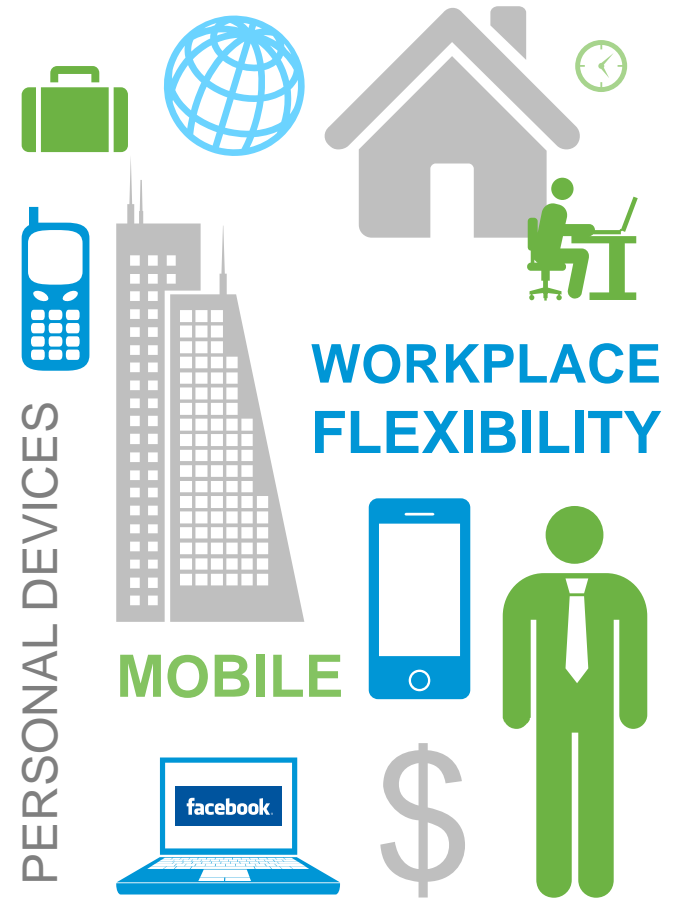 WORKPLACE
FLEXIBILITY
PERSONAL DEVICES
MOBILE
facebook
$